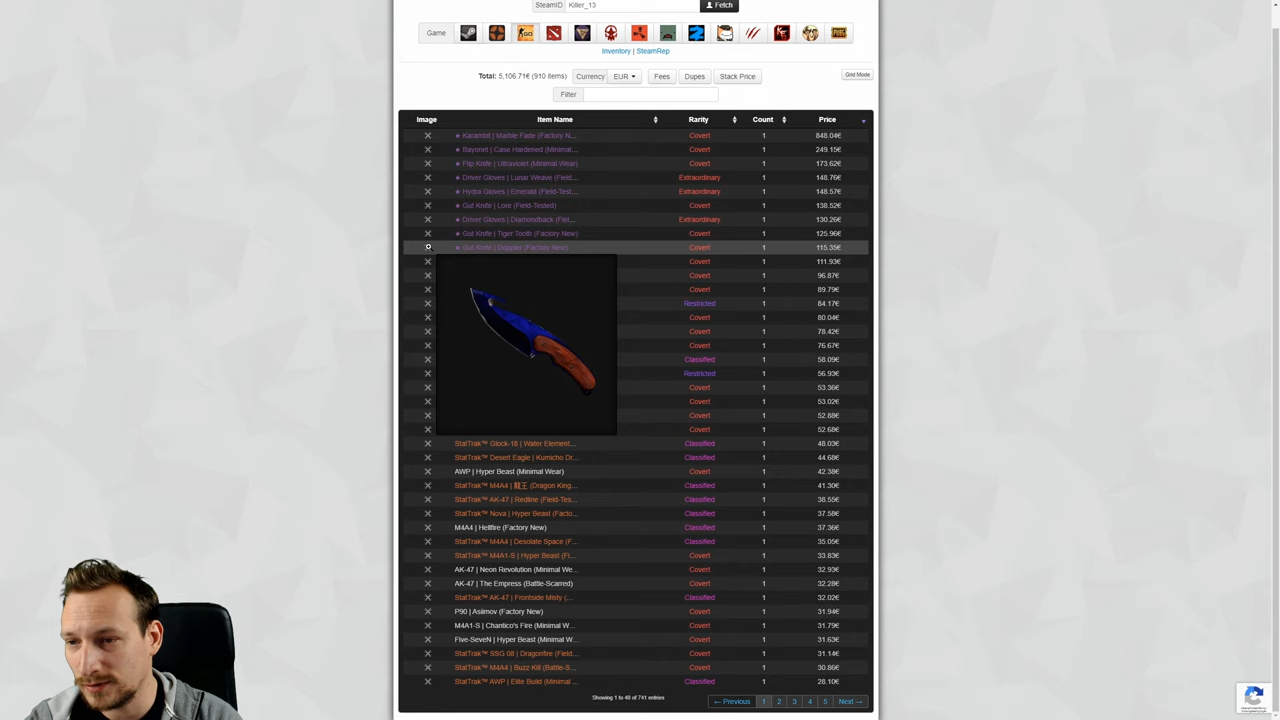 SteamID Killer_13 Fetch
Game
Inventory | SteamRep
Total: 5,106.71€ (910 items) Currency EUR Fees Dupes Stack Price Grid Mode
Filter
Image Item Name Rarity Count Price
★ Karambit | Marble Fade (Factory N... Covert 1 848.04€
★ Bayonet | Case Hardened (Minimal... Covert 1 249.15€
★ Flip Knife | Ultraviolet (Minimal Wear) Covert 1 173.62€
★ Driver Gloves | Lunar Weave (Field... Extraordinary 1 148.76€
★ Hydra Gloves | Emerald (Field-Test... Extraordinary 1 148.57€
★ Gut Knife | Lore (Field-Tested) Covert 1 138.52€
★ Driver Gloves | Diamondback (Fiel... Extraordinary 1 130.26€
★ Gut Knife | Tiger Tooth (Factory New) Covert 1 125.96€
★ Gut Knife | Doppler (Factory New) Covert 1 115.35€
Covert 1 111.93€
Covert 1 96.87€
Covert 1 89.79€
Restricted 1 84.17€
Covert 1 80.04€
Covert 1 78.42€
Covert 1 76.67€
Classified 1 58.09€
Restricted 1 56.93€
Covert 1 53.36€
Covert 1 53.02€
Covert 1 52.88€
Covert 1 52.68€
StatTrak™ Glock-18 | Water Element... Classified 1 48.03€
StatTrak™ Desert Eagle | Kumicho Dr... Classified 1 44.68€
AWP | Hyper Beast (Minimal Wear) Covert 1 42.38€
StatTrak™ M4A4 | 龍王 (Dragon King... Classified 1 41.30€
StatTrak™ AK-47 | Redline (Field-Tes... Classified 1 38.55€
StatTrak™ Nova | Hyper Beast (Facto... Classified 1 37.58€
M4A4 | Hellfire (Factory New) Classified 1 37.36€
StatTrak™ M4A4 | Desolate Space (F... Classified 1 35.05€
StatTrak™ M4A1-S | Hyper Beast (Fi... Covert 1 33.83€
AK-47 | Neon Revolution (Minimal We... Covert 1 32.93€
AK-47 | The Empress (Battle-Scarred) Covert 1 32.28€
StatTrak™ AK-47 | Frontside Misty (... Classified 1 32.02€
P90 | Asiimov (Factory New) Covert 1 31.94€
M4A1-S | Chantico's Fire (Minimal W... Covert 1 31.79€
Five-SeveN | Hyper Beast (Minimal W... Covert 1 31.63€
StatTrak™ SSG 08 | Dragonfire (Field... Covert 1 31.14€
StatTrak™ M4A4 | Buzz Kill (Battle-S... Covert 1 30.86€
StatTrak™ AWP | Elite Build (Minimal ... Classified 1 28.10€
Showing 1 to 40 of 741 entries
← Previous 1 2 3 4 5 Next →